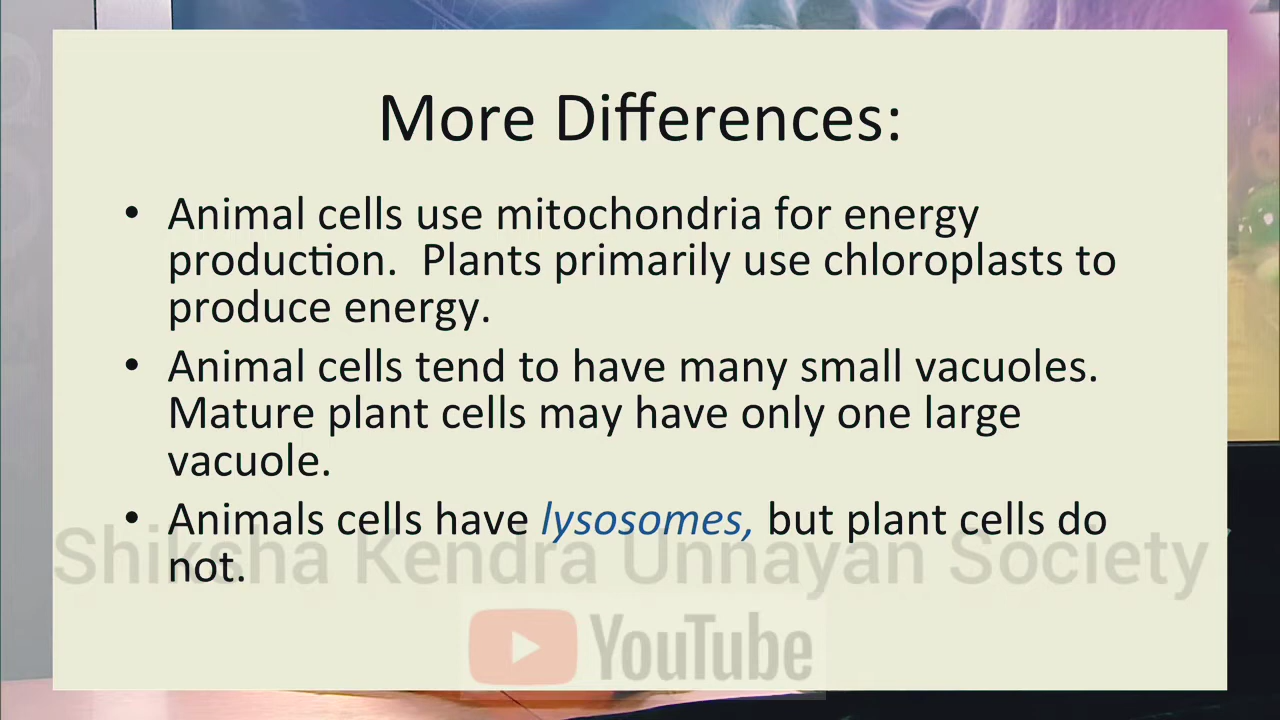 More Differences:
• Animal cells use mitochondria for energy
production.  Plants primarily use chloroplasts to
produce energy.
• Animal cells tend to have many small vacuoles.
Mature plant cells may have only one large
vacuole.
• Animals cells have lysosomes, but plant cells do
not.
Shiksha Kendra Unnayan Society
YouTube